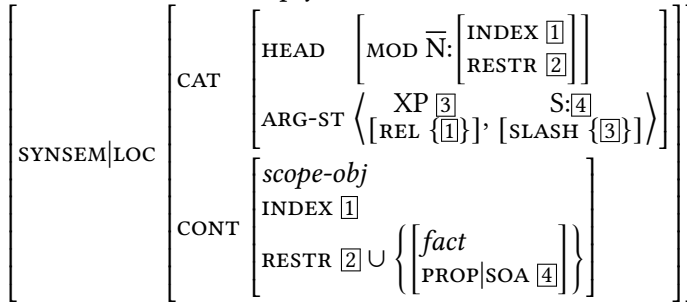 SYNSEM|LOC
CAT
HEAD [MOD N̅: [INDEX 1
RESTR 2]]
ARG-ST ⟨ XP 3 , S: 4 ⟩
[REL {1}], [SLASH {3}]
CONT
scope-obj
INDEX 1
RESTR 2 ∪ { [fact
PROP|SOA 4] }